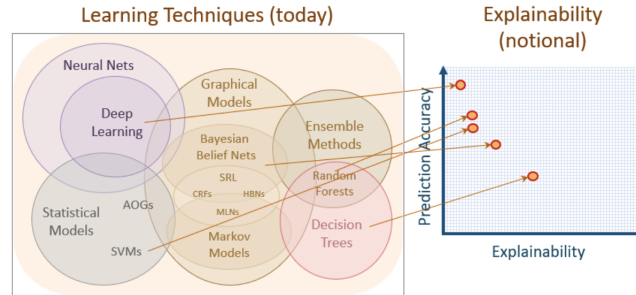 Learning Techniques (today)
Explainability
(notional)
Neural Nets
Deep
Learning
Graphical
Models
Bayesian
Belief Nets
SRL
CRFs
HBNs
MLNs
Markov
Models
Ensemble
Methods
Random
Forests
Decision
Trees
Statistical
Models
AOGs
SVMs
Prediction Accuracy
Explainability